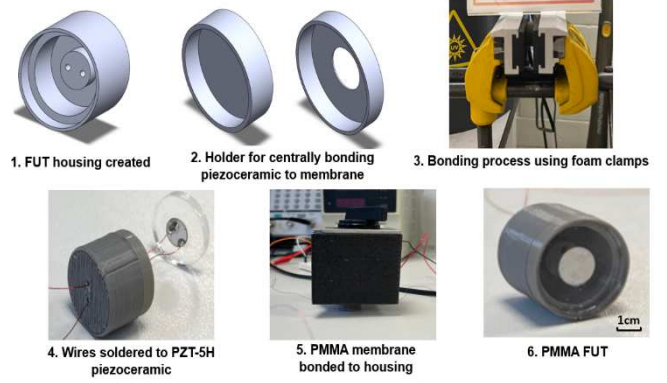 1. FUT housing created
2. Holder for centrally bonding
piezoceramic to membrane
3. Bonding process using foam clamps
UV
4. Wires soldered to PZT-5H
piezoceramic
5. PMMA membrane
bonded to housing
1cm
6. PMMA FUT